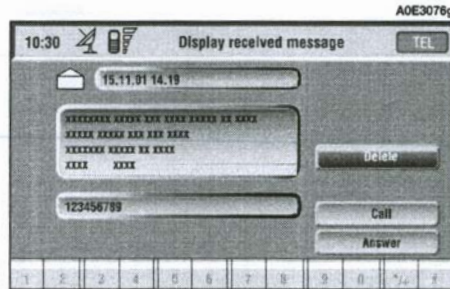 A0E3076g
10:30 Display received message TEL
15.11.01 14.19
xxxxxxxx xxxxx xxx xxxx xxxxx xx xxxx
xxxxx xxxxx xxx xxx xxxx
xxxxxxx xxxxx xx xxxx
xxxx xxxx
Delete
123456789
Call
Answer
1 2 3 4 5 6 7 8 9 0 */+ #